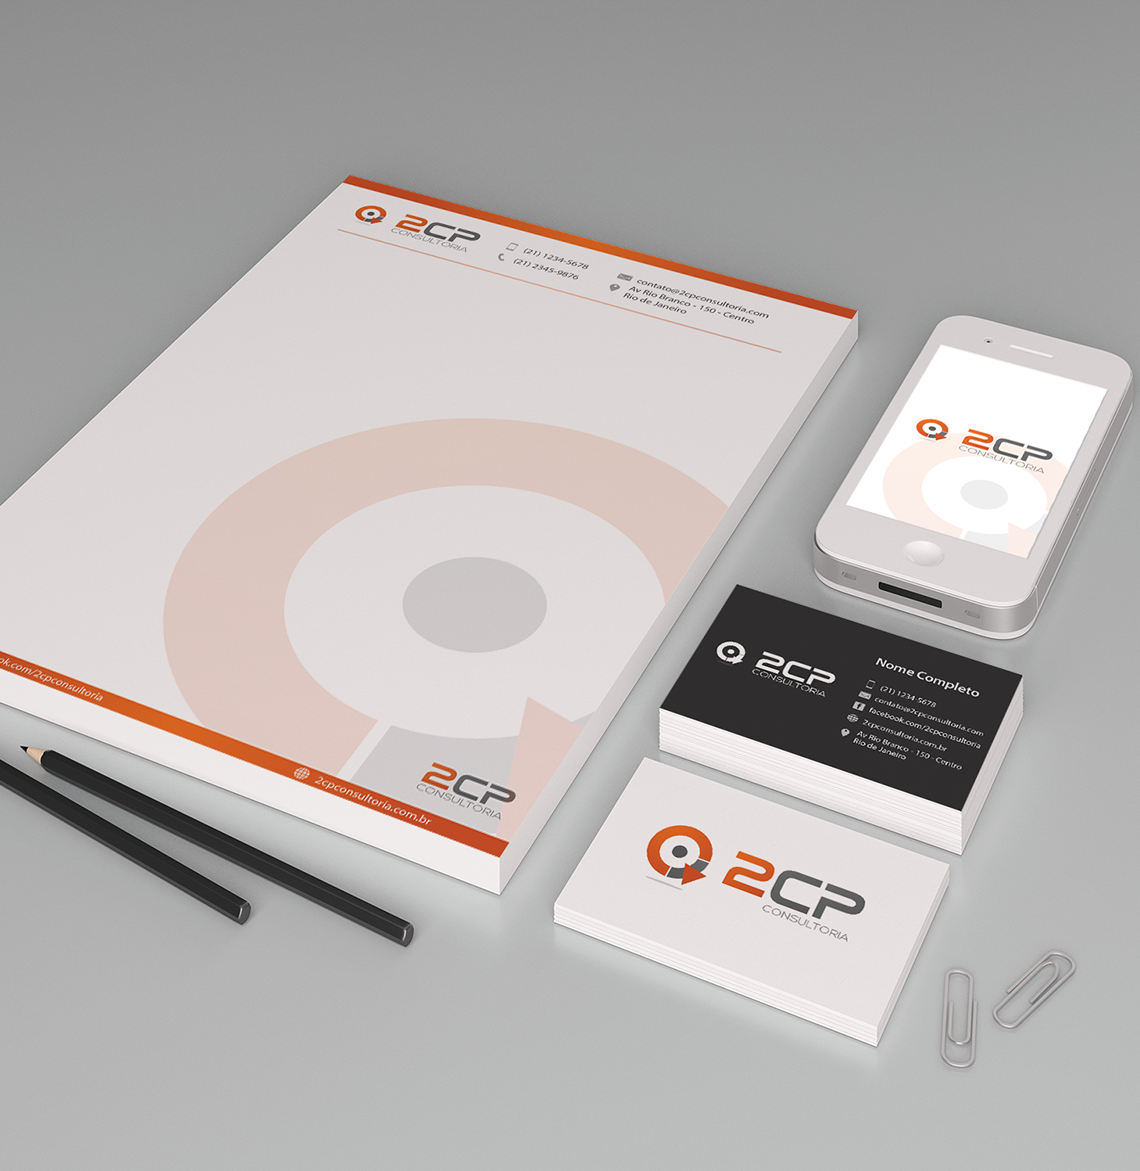 2CP
CONSULTORIA
(21) 1234-5678
(21) 2345-9876
contato@2cpconsultoria.com
Av Rio Branco - 150 - Centro
Rio de Janeiro
ok.com/2cpconsultoria
2cpconsultoria.com.br
2CP
CONSULTORIA
2CP
CONSULTORIA
2CP
CONSULTORIA
Nome Completo
(21) 1234-5678
contato@2cpconsultoria.com
facebook.com/2cpconsultoria
2cpconsultoria.com.br
Av Rio Branco - 150 - Centro
Rio de Janeiro
2CP
CONSULTORIA